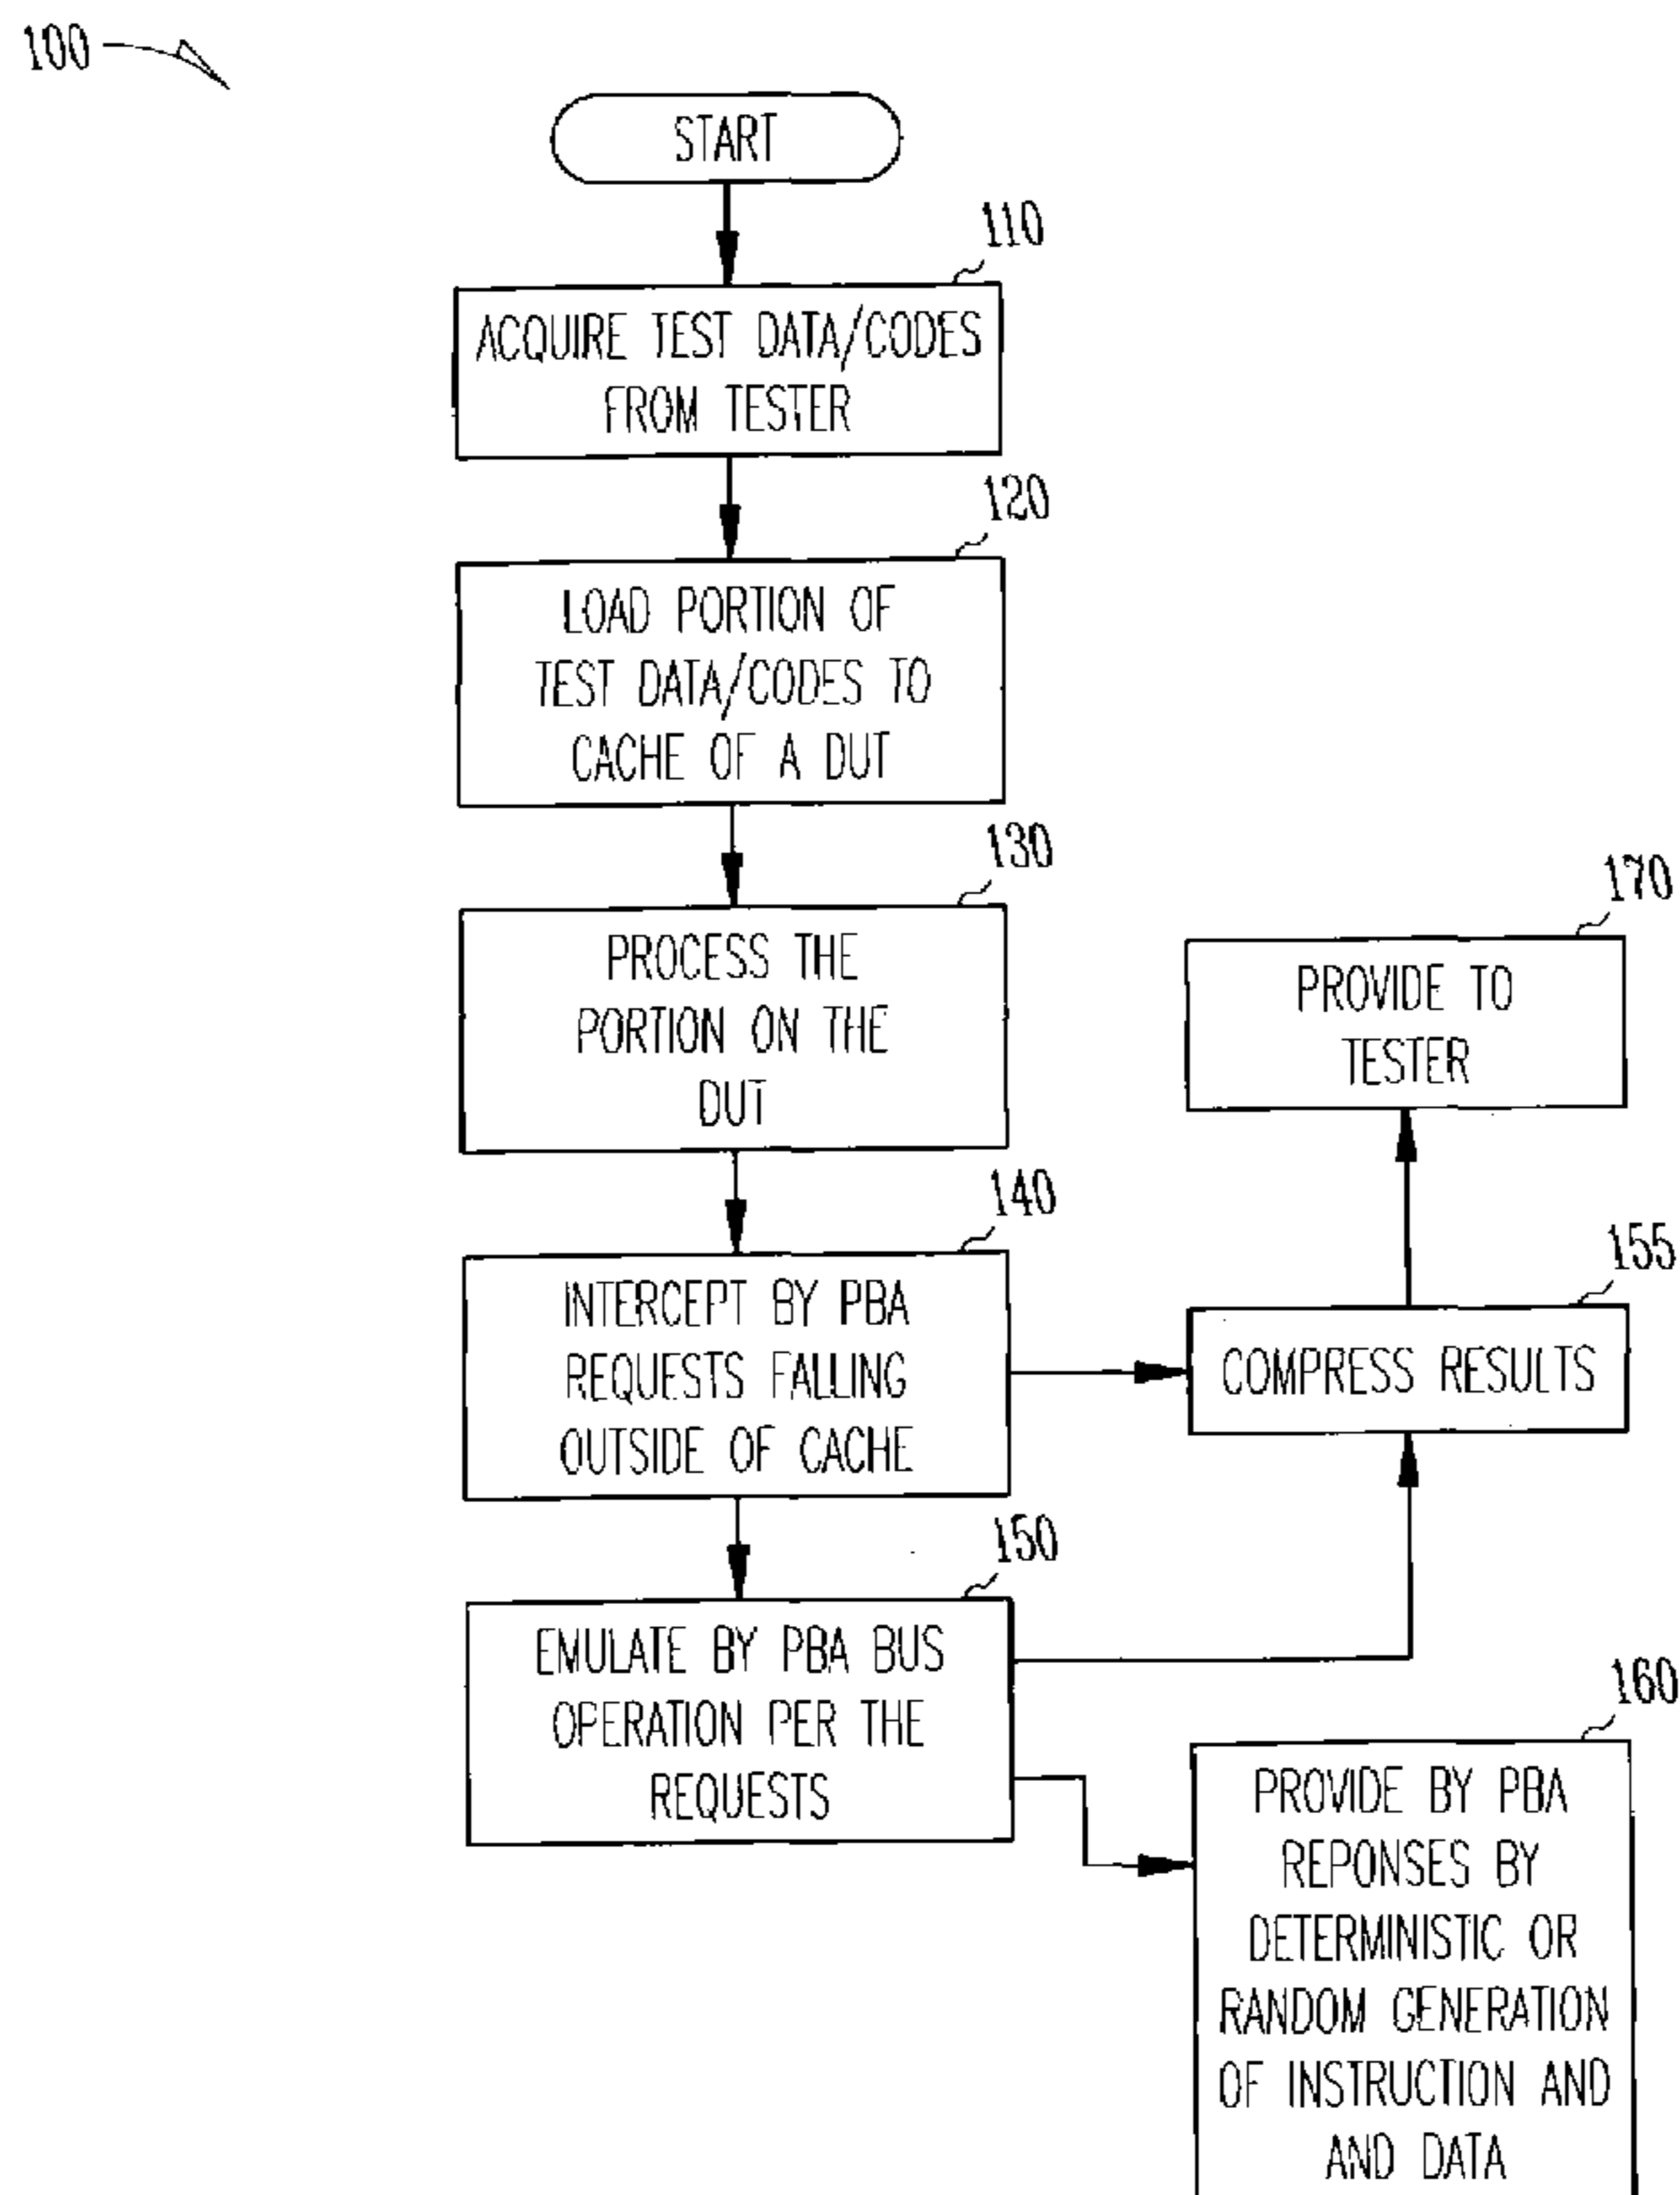 100
START
110
ACQUIRE TEST DATA/CODES
FROM TESTER
120
LOAD PORTION OF
TEST DATA/CODES TO
CACHE OF A DUT
130
PROCESS THE
PORTION ON THE
DUT
170
PROVIDE TO
TESTER
140
INTERCEPT BY PBA
REQUESTS FALLING
OUTSIDE OF CACHE
155
COMPRESS RESULTS
150
EMULATE BY PBA BUS
OPERATION PER THE
REQUESTS
160
PROVIDE BY PBA
REPONSES BY
DETERMINISTIC OR
RANDOM GENERATION
OF INSTRUCTION AND
AND DATA